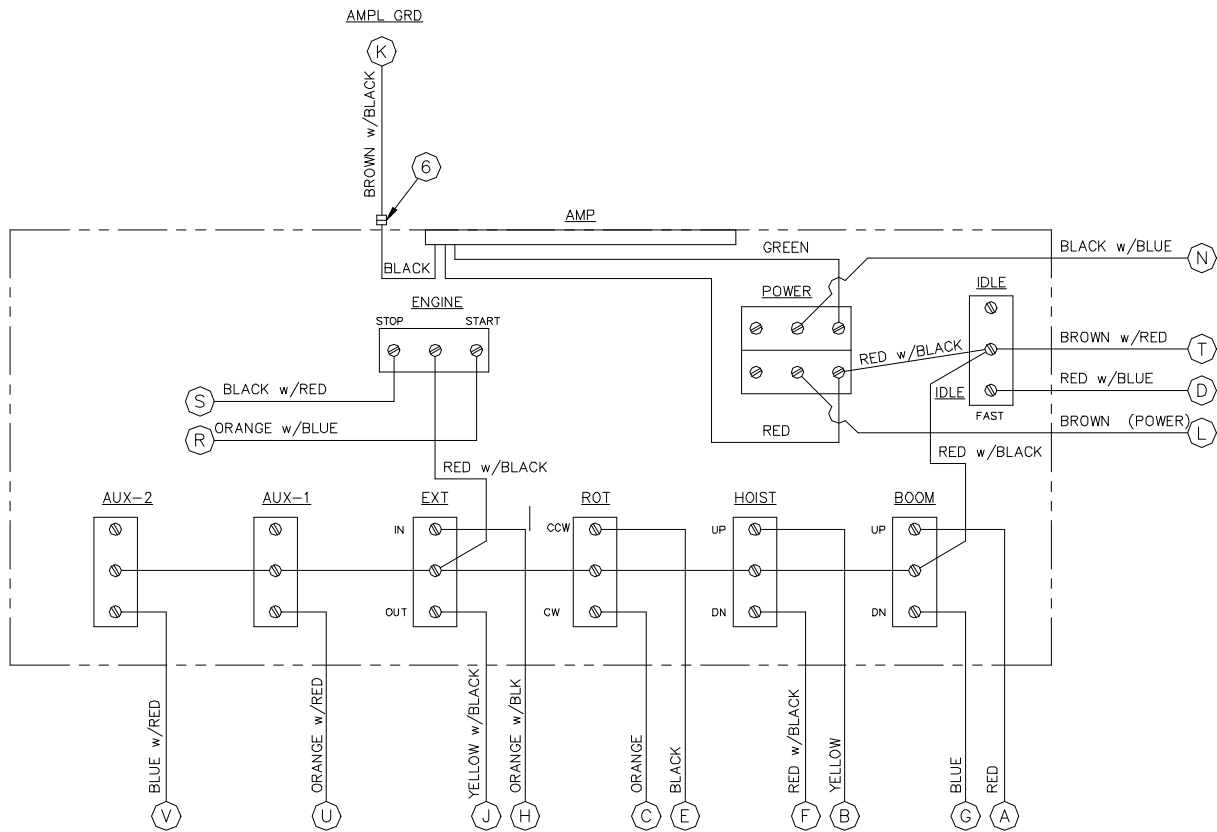 AMPL GRD
K
BROWN w/BLACK
6
AMP
BLACK
GREEN
BLACK w/BLUE
N
ENGINE
STOP
START
POWER
IDLE
RED w/BLACK
BROWN w/RED
T
S
BLACK w/RED
IDLE
RED w/BLUE
D
FAST
R
ORANGE w/BLUE
RED
BROWN (POWER)
L
RED w/BLACK
RED w/BLACK
AUX-2
AUX-1
EXT
ROT
HOIST
BOOM
IN
CCW
UP
UP
OUT
CW
DN
DN
BLUE w/RED
ORANGE w/RED
YELLOW w/BLACK
ORANGE w/BLK
ORANGE
BLACK
RED w/BLACK
YELLOW
BLUE
RED
V
U
J
H
C
E
F
B
G
A